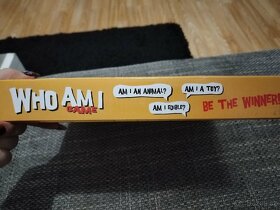 WHO AM I
GAME
AM I AN ANIMAL?
AM I A TOY?
AM I EDIBLE?
BE THE WINNER!